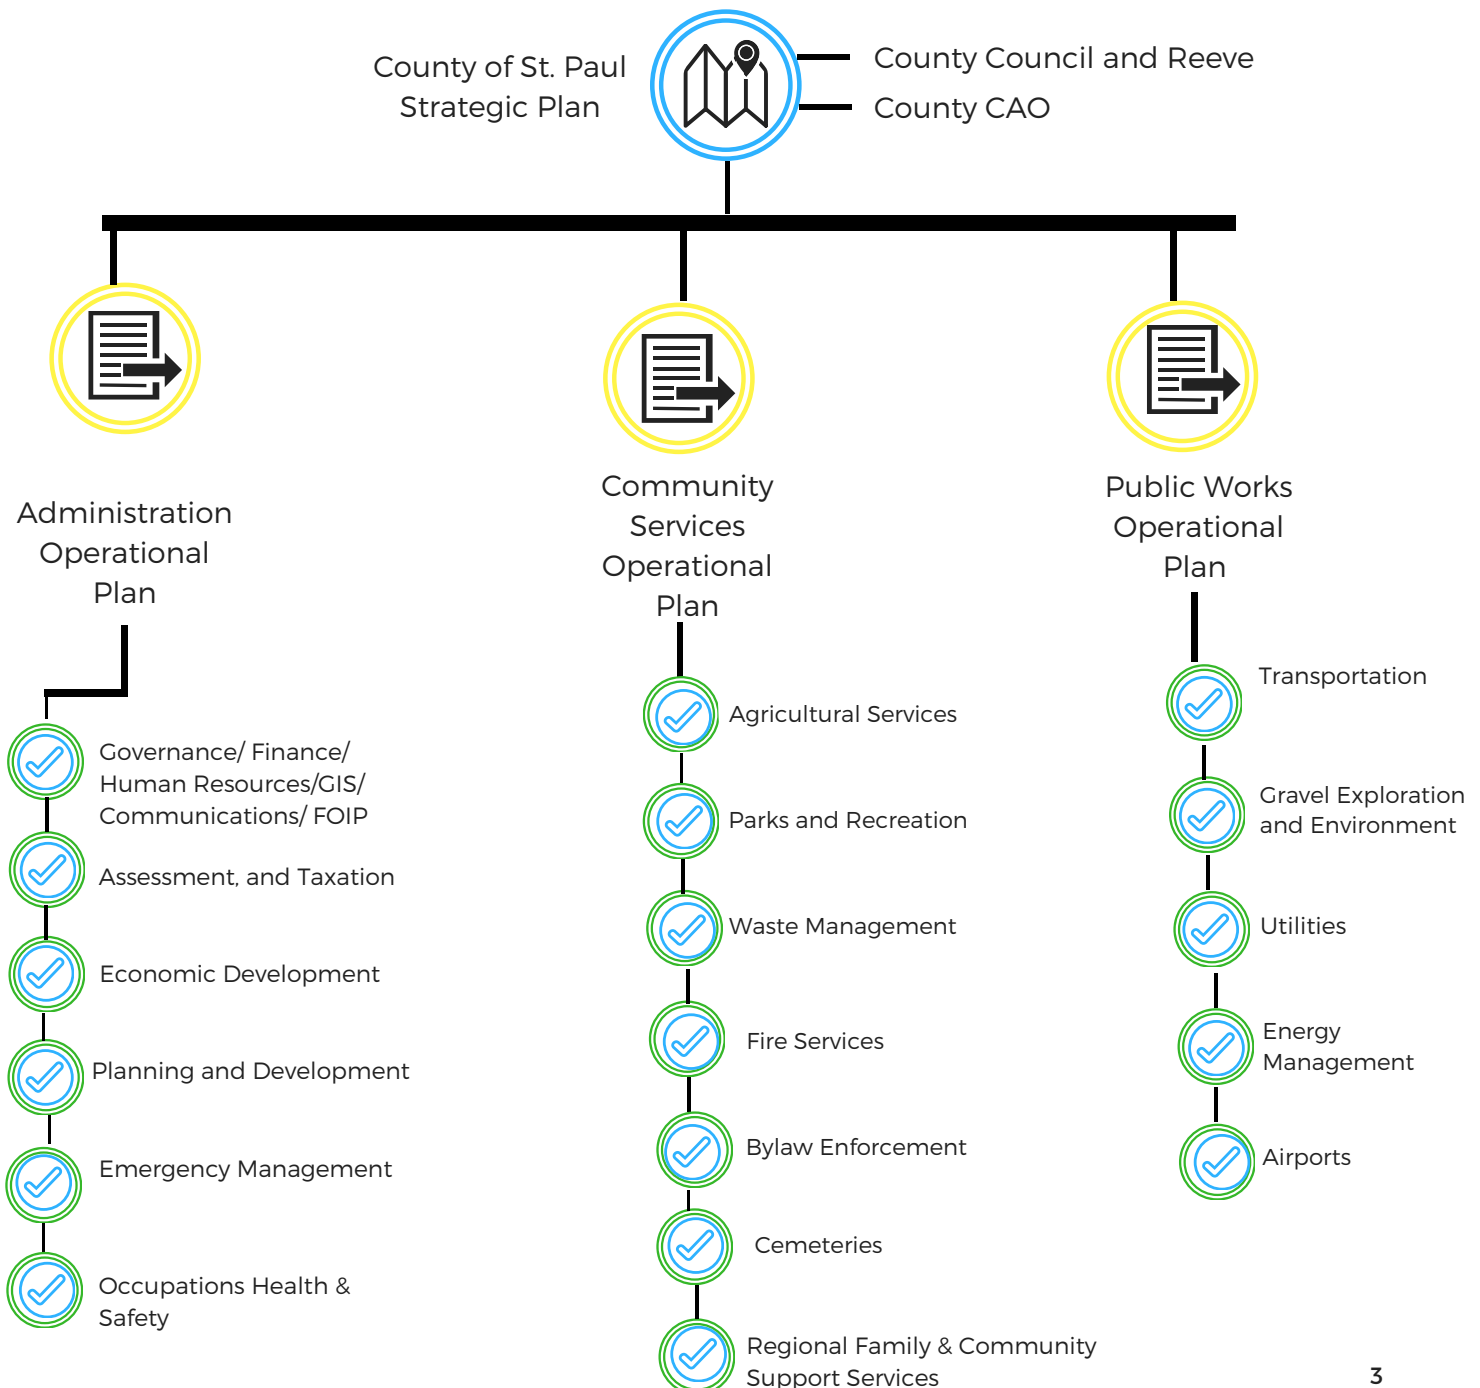 County of St. Paul
Strategic Plan
County Council and Reeve
County CAO
Administration
Operational
Plan
Governance/ Finance/
Human Resources/GIS/
Communications/ FOIP
Assessment, and Taxation
Economic Development
Planning and Development
Emergency Management
Occupations Health &
Safety
Community
Services
Operational
Plan
Agricultural Services
Parks and Recreation
Waste Management
Fire Services
Bylaw Enforcement
Cemeteries
Regional Family & Community
Support Services
Public Works
Operational
Plan
Transportation
Gravel Exploration
and Environment
Utilities
Energy
Management
Airports
3